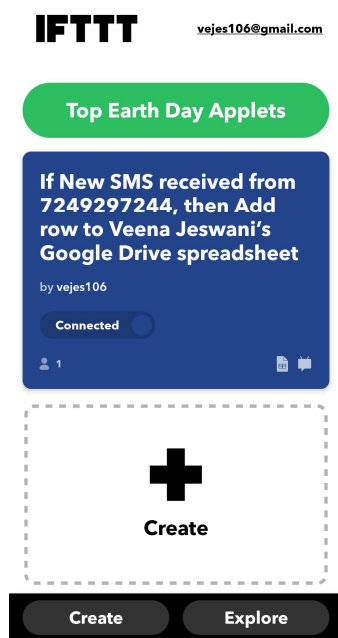 IFTTT
vejes106@gmail.com
Top Earth Day Applets
If New SMS received from
7249297244, then Add
row to Veena Jeswani's
Google Drive spreadsheet
by vejes106
Connected
1
Create
Create
Explore